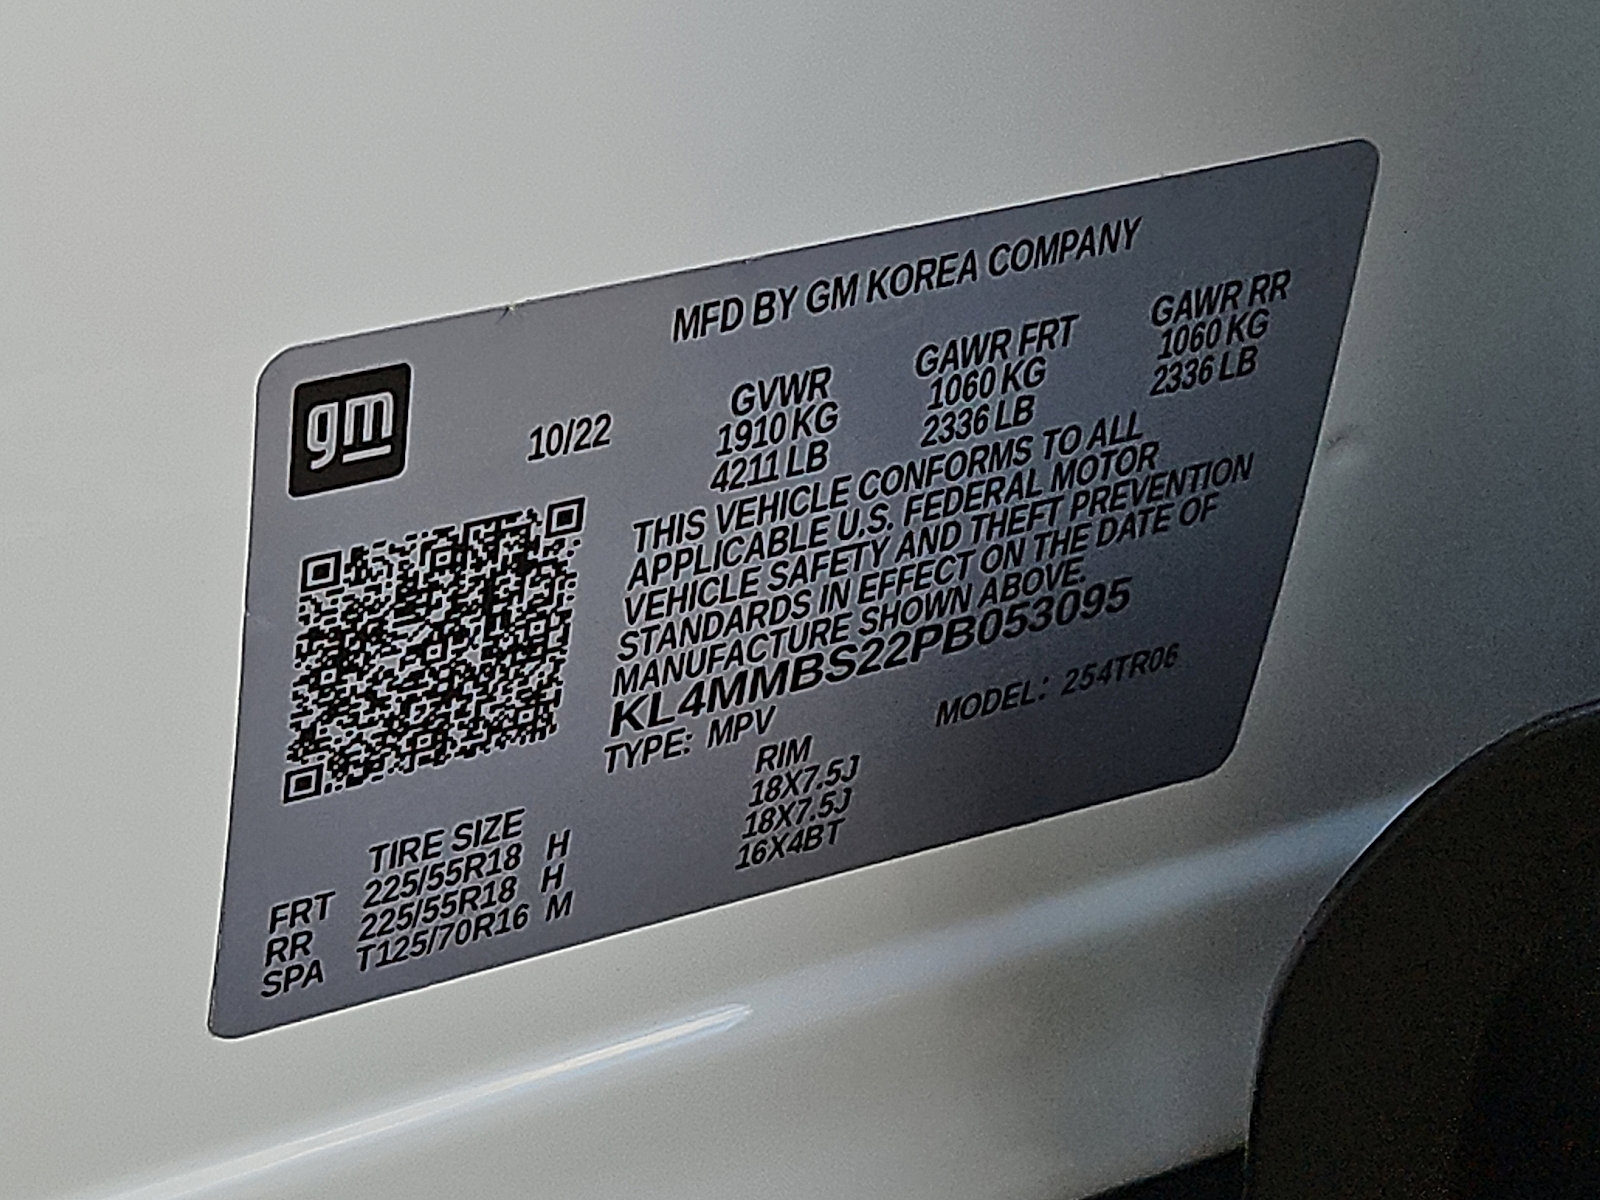 MFD BY GM KOREA COMPANY
gm
10/22
GVWR
1910 KG
4211 LB
GAWR FRT
1060 KG
2336 LB
GAWR RR
1060 KG
2336 LB
THIS VEHICLE CONFORMS TO ALL
APPLICABLE U.S. FEDERAL MOTOR
VEHICLE SAFETY AND THEFT PREVENTION
STANDARDS IN EFFECT ON THE DATE OF
MANUFACTURE SHOWN ABOVE.
KL4MMBS22PB053095
TYPE: MPV MODEL: 254TR06
TIRE SIZE RIM
FRT 225/55R18 H 18X7.5J
RR 225/55R18 H 18X7.5J
SPA T125/70R16 M 16X4BT